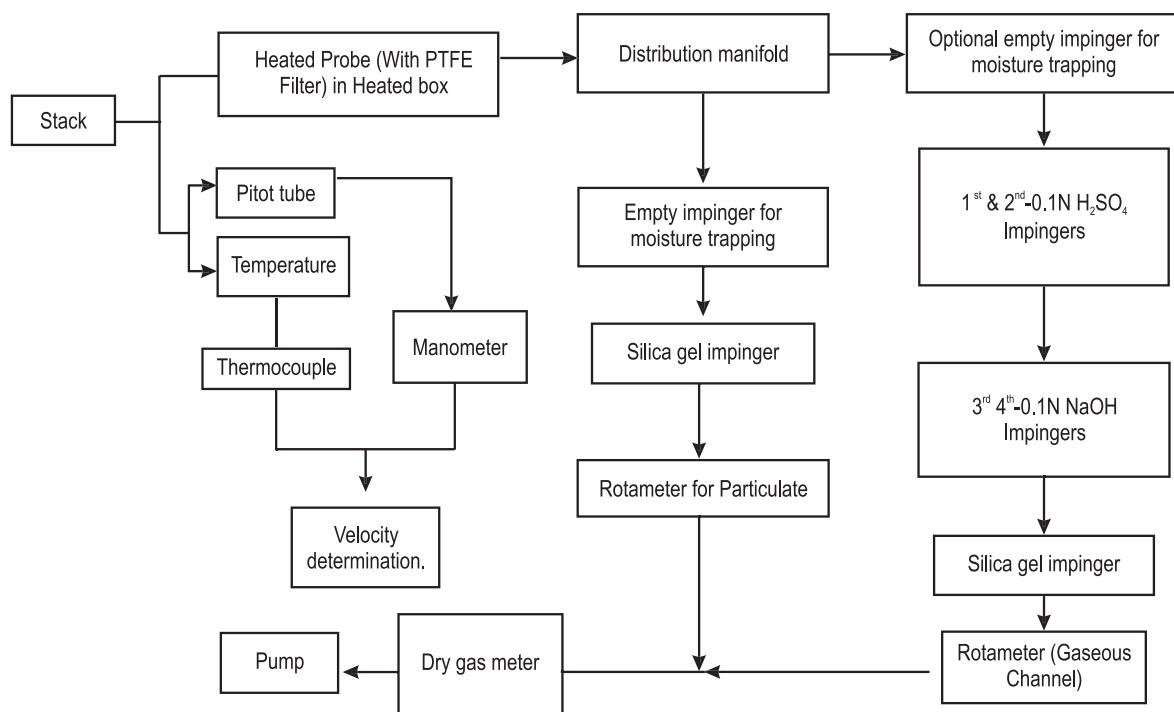 Stack
Heated Probe (With PTFE
Filter) in Heated box
Distribution manifold
Optional empty impinger for
moisture trapping
Pitot tube
Temperature
Thermocouple
Manometer
Velocity
determination.
Empty impinger for
moisture trapping
Silica gel impinger
Rotameter for Particulate
1st & 2nd-0.1N H₂SO₄
Impingers
3rd 4th-0.1N NaOH
Impingers
Silica gel impinger
Rotameter (Gaseous
Channel)
Dry gas meter
Pump